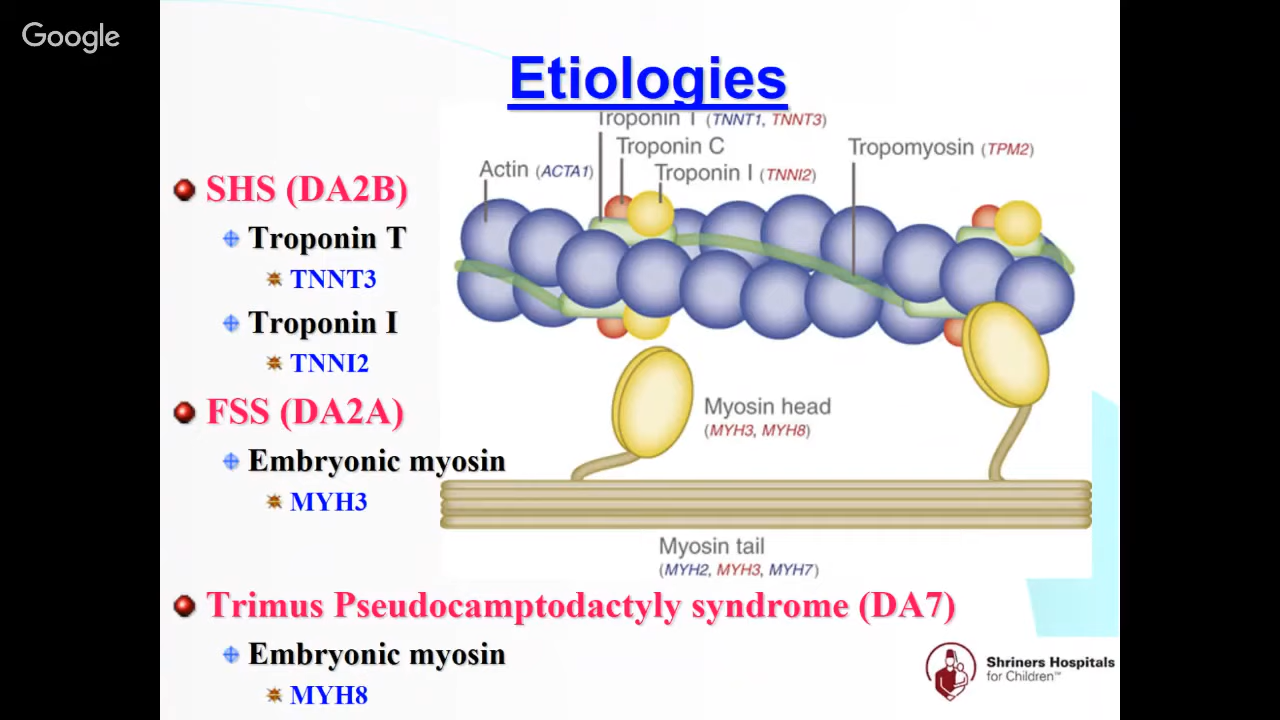 Google
Etiologies
Troponin T (TNNT1, TNNT3)
Troponin C
Tropomyosin (TPM2)
Actin (ACTA1)
Troponin I (TNNI2)
SHS (DA2B)
Troponin T
TNNT3
Troponin I
TNNI2
FSS (DA2A)
Embryonic myosin
MYH3
Myosin head
(MYH3, MYH8)
Myosin tail
(MYH2, MYH3, MYH7)
Trimus Pseudocamptodactyly syndrome (DA7)
Embryonic myosin
MYH8
Shriners Hospitals
for Children™